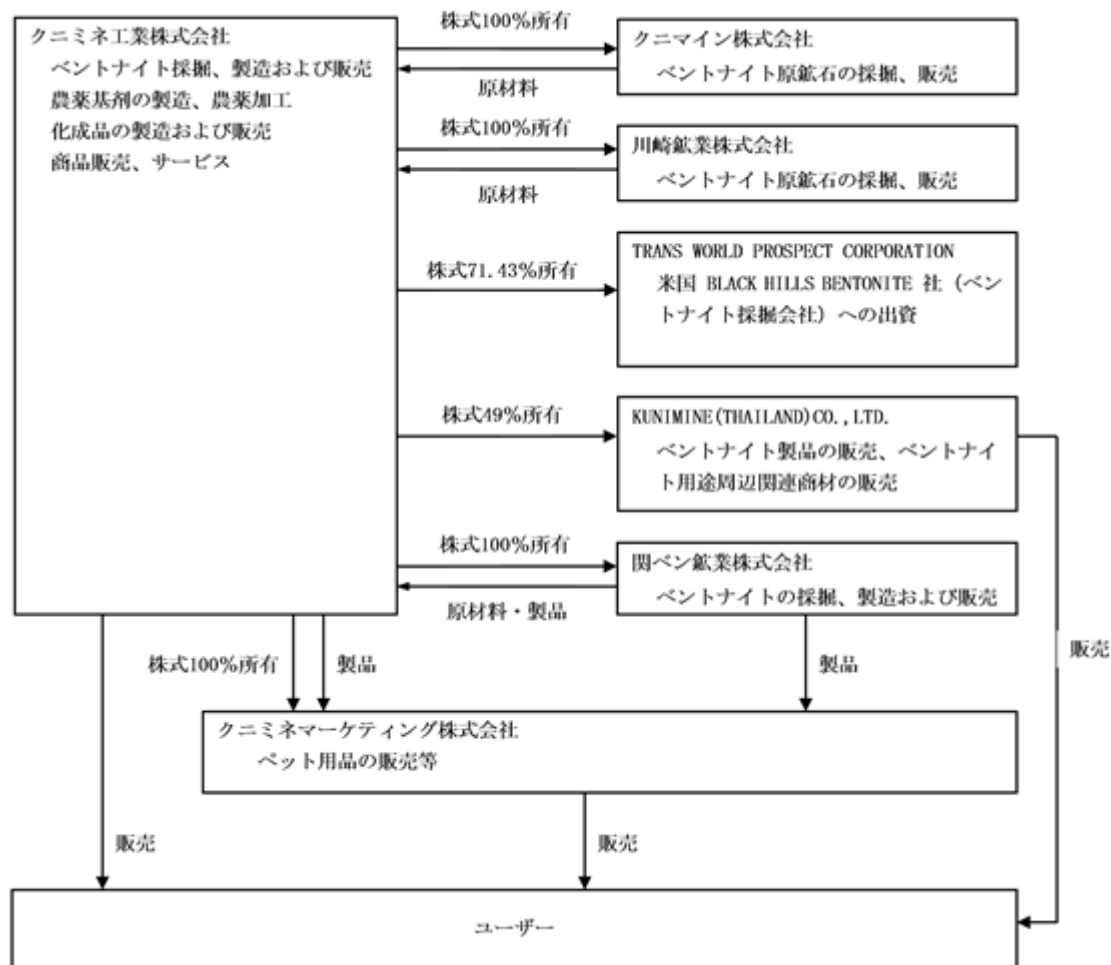 クニミネ工業株式会社
ベントナイト採掘、製造および販売
農薬基剤の製造、農薬加工
化成品の製造および販売
商品販売、サービス
株式100%所有
原材料
クニマイン株式会社
ベントナイト原鉱石の採掘、販売
株式100%所有
原材料
川崎鉱業株式会社
ベントナイト原鉱石の採掘、販売
株式71.43%所有
TRANS WORLD PROSPECT CORPORATION
米国 BLACK HILLS BENTONITE 社（ベン
トナイト採掘会社）への出資
株式49%所有
KUNIMINE(THAILAND)CO.,LTD.
ベントナイト製品の販売、ベントナイ
ト用途周辺関連商材の販売
株式100%所有
原材料・製品
関ベン鉱業株式会社
ベントナイトの採掘、製造および販売
株式100%所有
製品
製品
販売
クニミネマーケティング株式会社
ペット用品の販売等
販売
販売
ユーザー